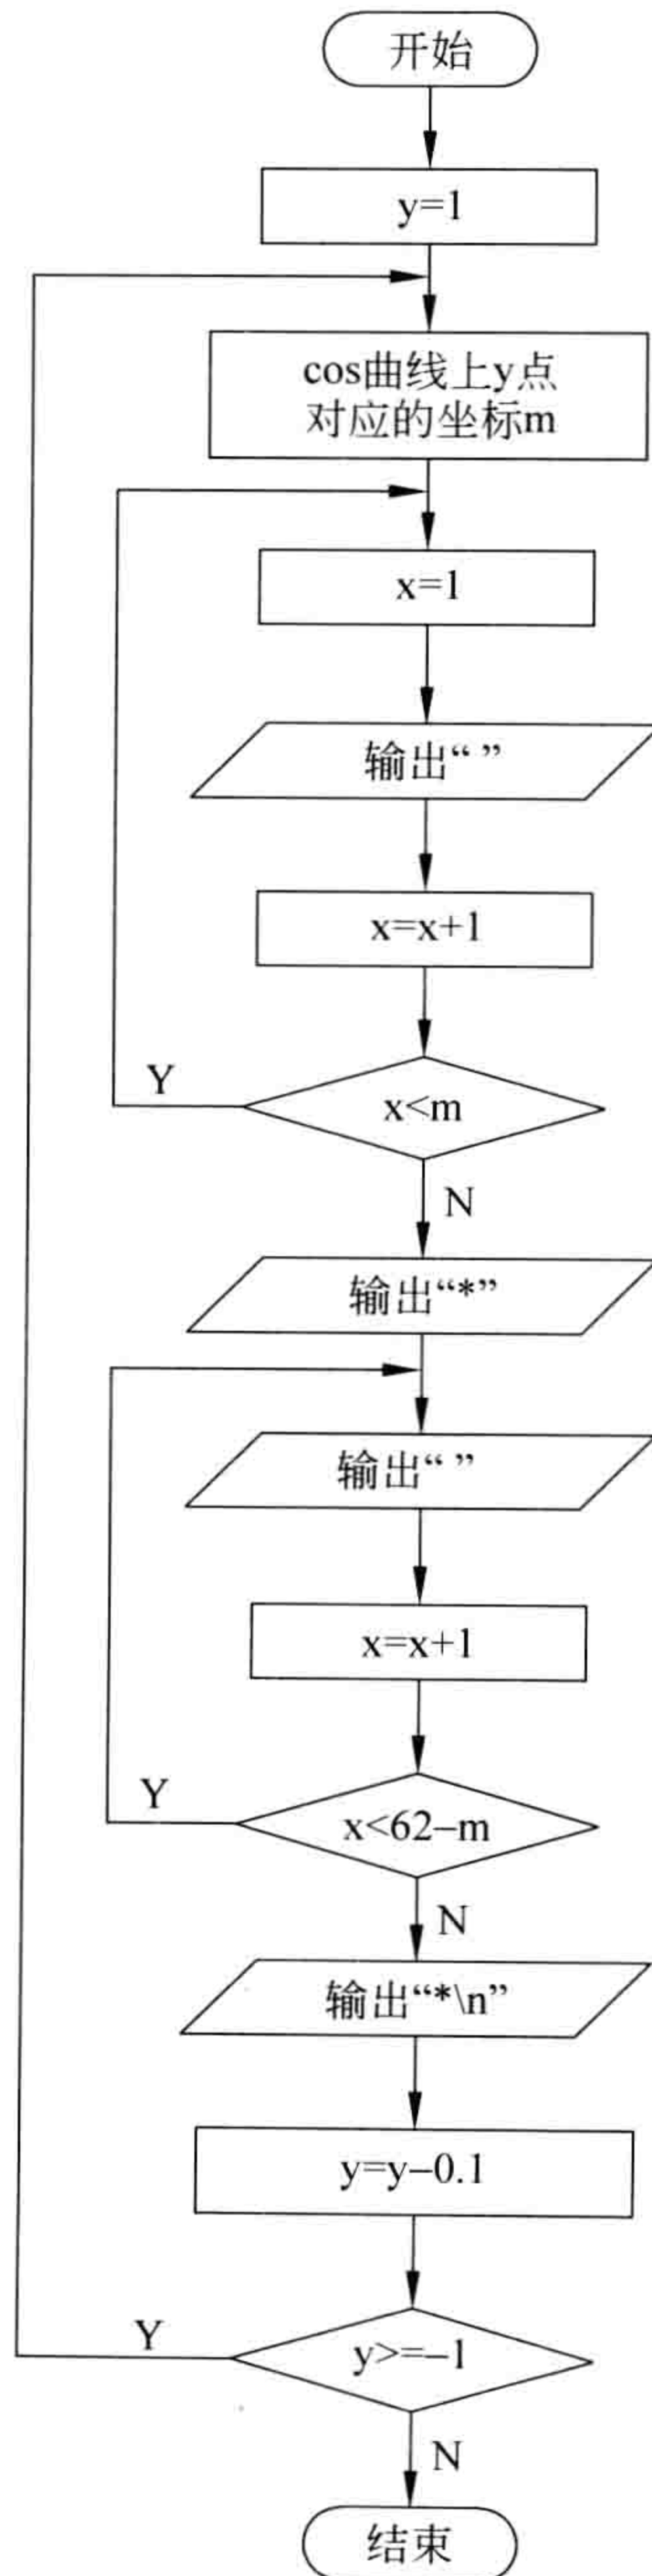 开始
y=1
cos曲线上y点
对应的坐标m
x=1
输出“ ”
x=x+1
Y
x<m
N
输出“*”
输出“ ”
x=x+1
Y
x<62–m
N
输出“*\n”
y=y–0.1
Y
y>=–1
N
结束